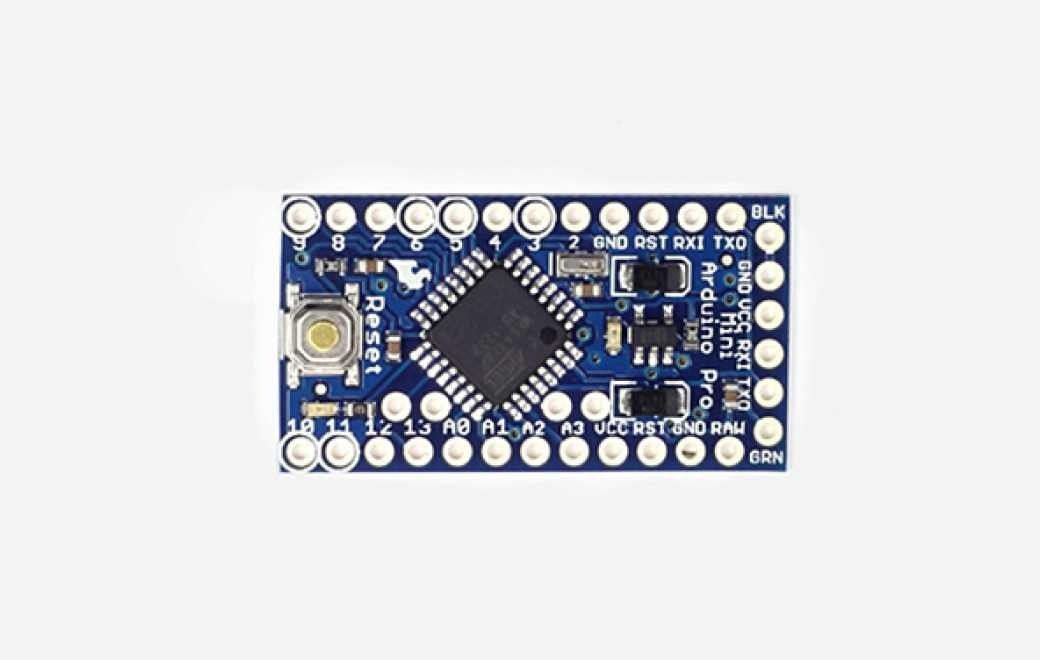 BLK
9 8 7 6 5 4 3 2 GND RST RXI TXO
GND VCC RXI TXO
Reset
Arduino Pro
Mini
10 11 12 13 A0 A1 A2 A3 VCC RST GND RAW
GRN